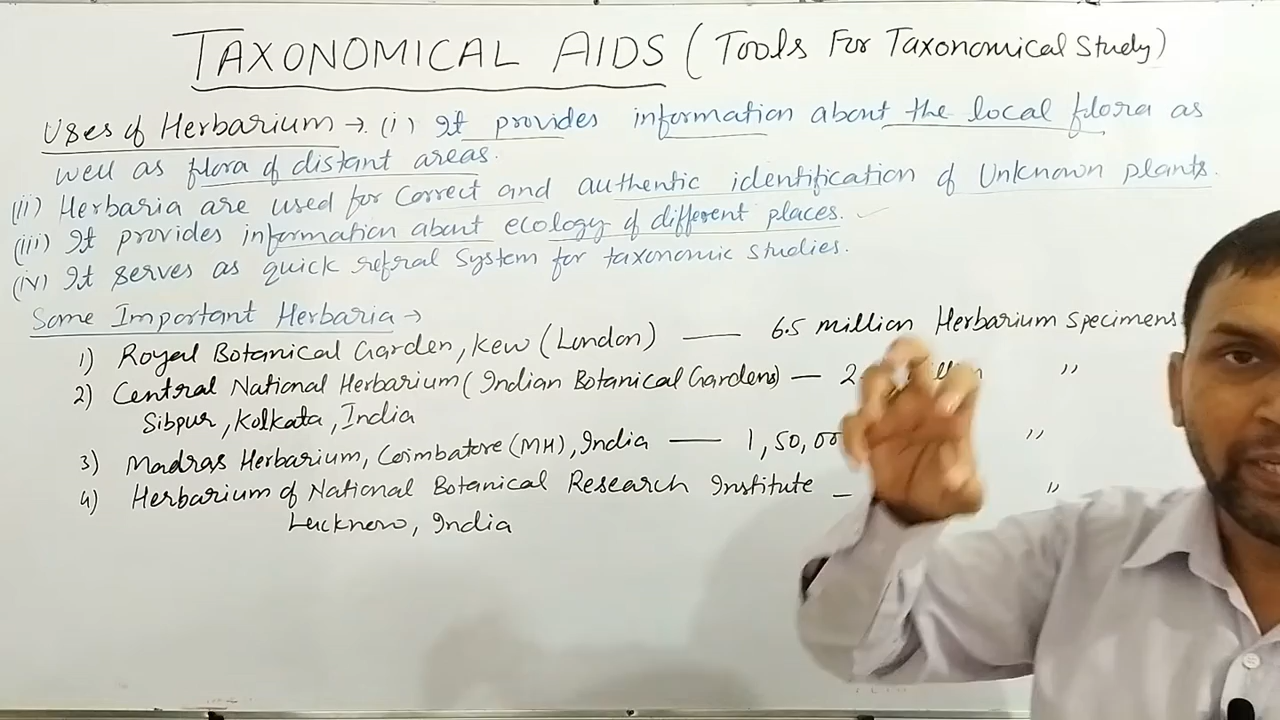 TAXONOMICAL AIDS (Tools For Taxonomical Study)
Uses of Herbarium → (i) It provides information about the local flora as
well as flora of distant areas.
(ii) Herbaria are used for correct and authentic identification of Unknown plants.
(iii) It provides information about ecology of different places.
(iv) It serves as quick refral System for taxonomic studies.
Some Important Herbaria →
1) Royal Botanical Garden, Kew (London) — 6.5 million Herbarium Specimens
2) Central National Herbarium (Indian Botanical Gardens) — 2 "
Sibpur, Kolkata, India
3) Madras Herbarium, Coimbatore (MH), India — 1,50,00 "
4) Herbarium of National Botanical Research Institute — "
Lucknow, India